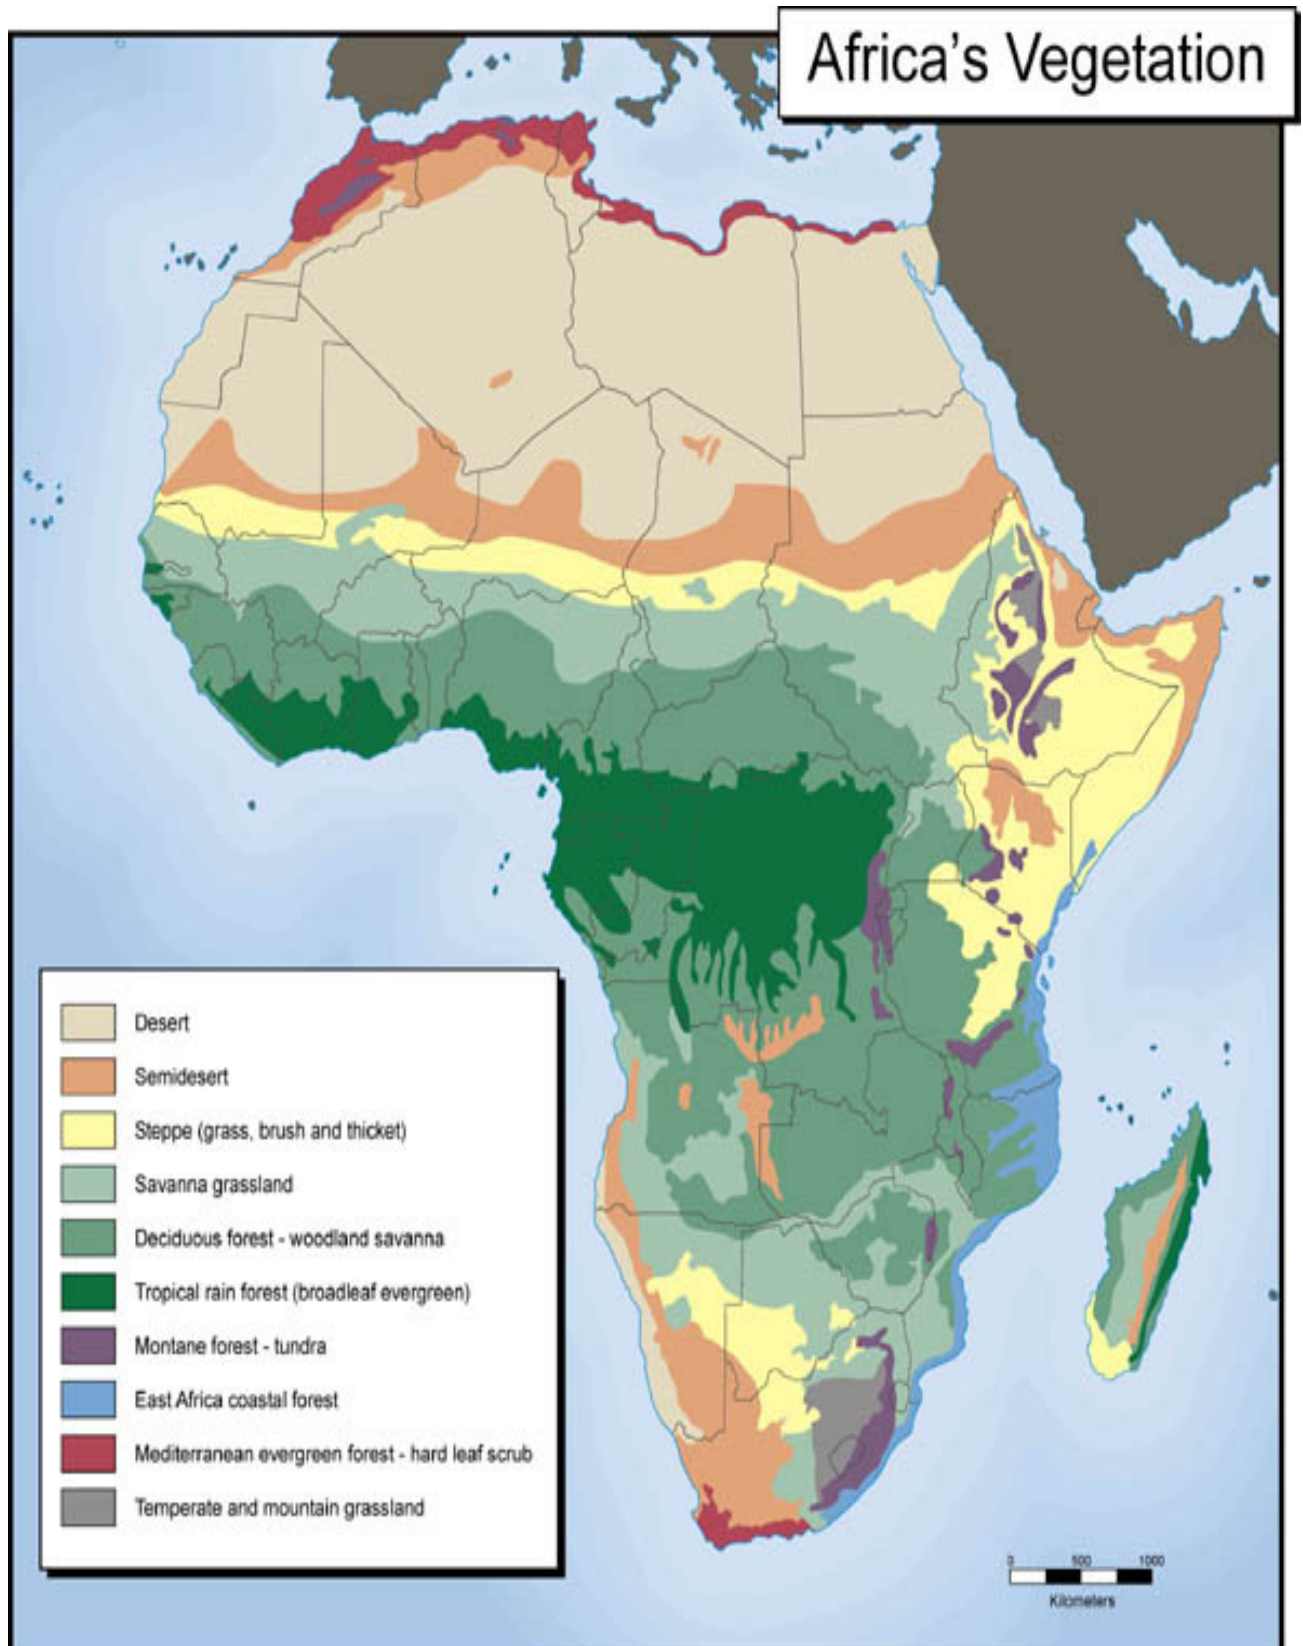 Africa's Vegetation
Desert
Semidesert
Steppe (grass, brush and thicket)
Savanna grassland
Deciduous forest - woodland savanna
Tropical rain forest (broadleaf evergreen)
Montane forest - tundra
East Africa coastal forest
Mediterranean evergreen forest - hard leaf scrub
Temperate and mountain grassland
0 500 1000
Kilometers